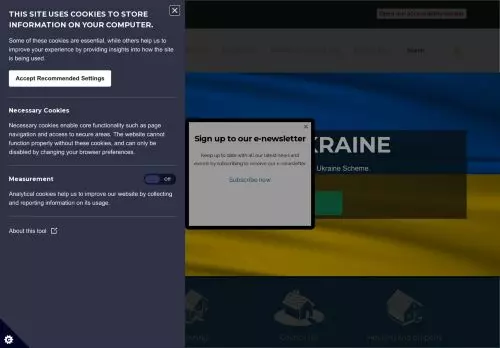 THIS SITE USES COOKIES TO STORE
INFORMATION ON YOUR COMPUTER.
Some of these cookies are essential, while others help us to
improve your experience by providing insights into how the site
is being used.
Accept Recommended Settings
Necessary Cookies
Necessary cookies enable core functionality such as page
navigation and access to secure areas. The website cannot
function properly without these cookies, and can only be
disabled by changing your browser preferences.
Measurement
Off
Analytical cookies help us to improve our website by collecting
and reporting information on its usage.
About this tool
Search
Sign up to our e-newsletter
Keep up to date with all our latest news and
events by subscribing to receive our e-newsletter.
Subscribe now
KRAINE
Ukraine Scheme.